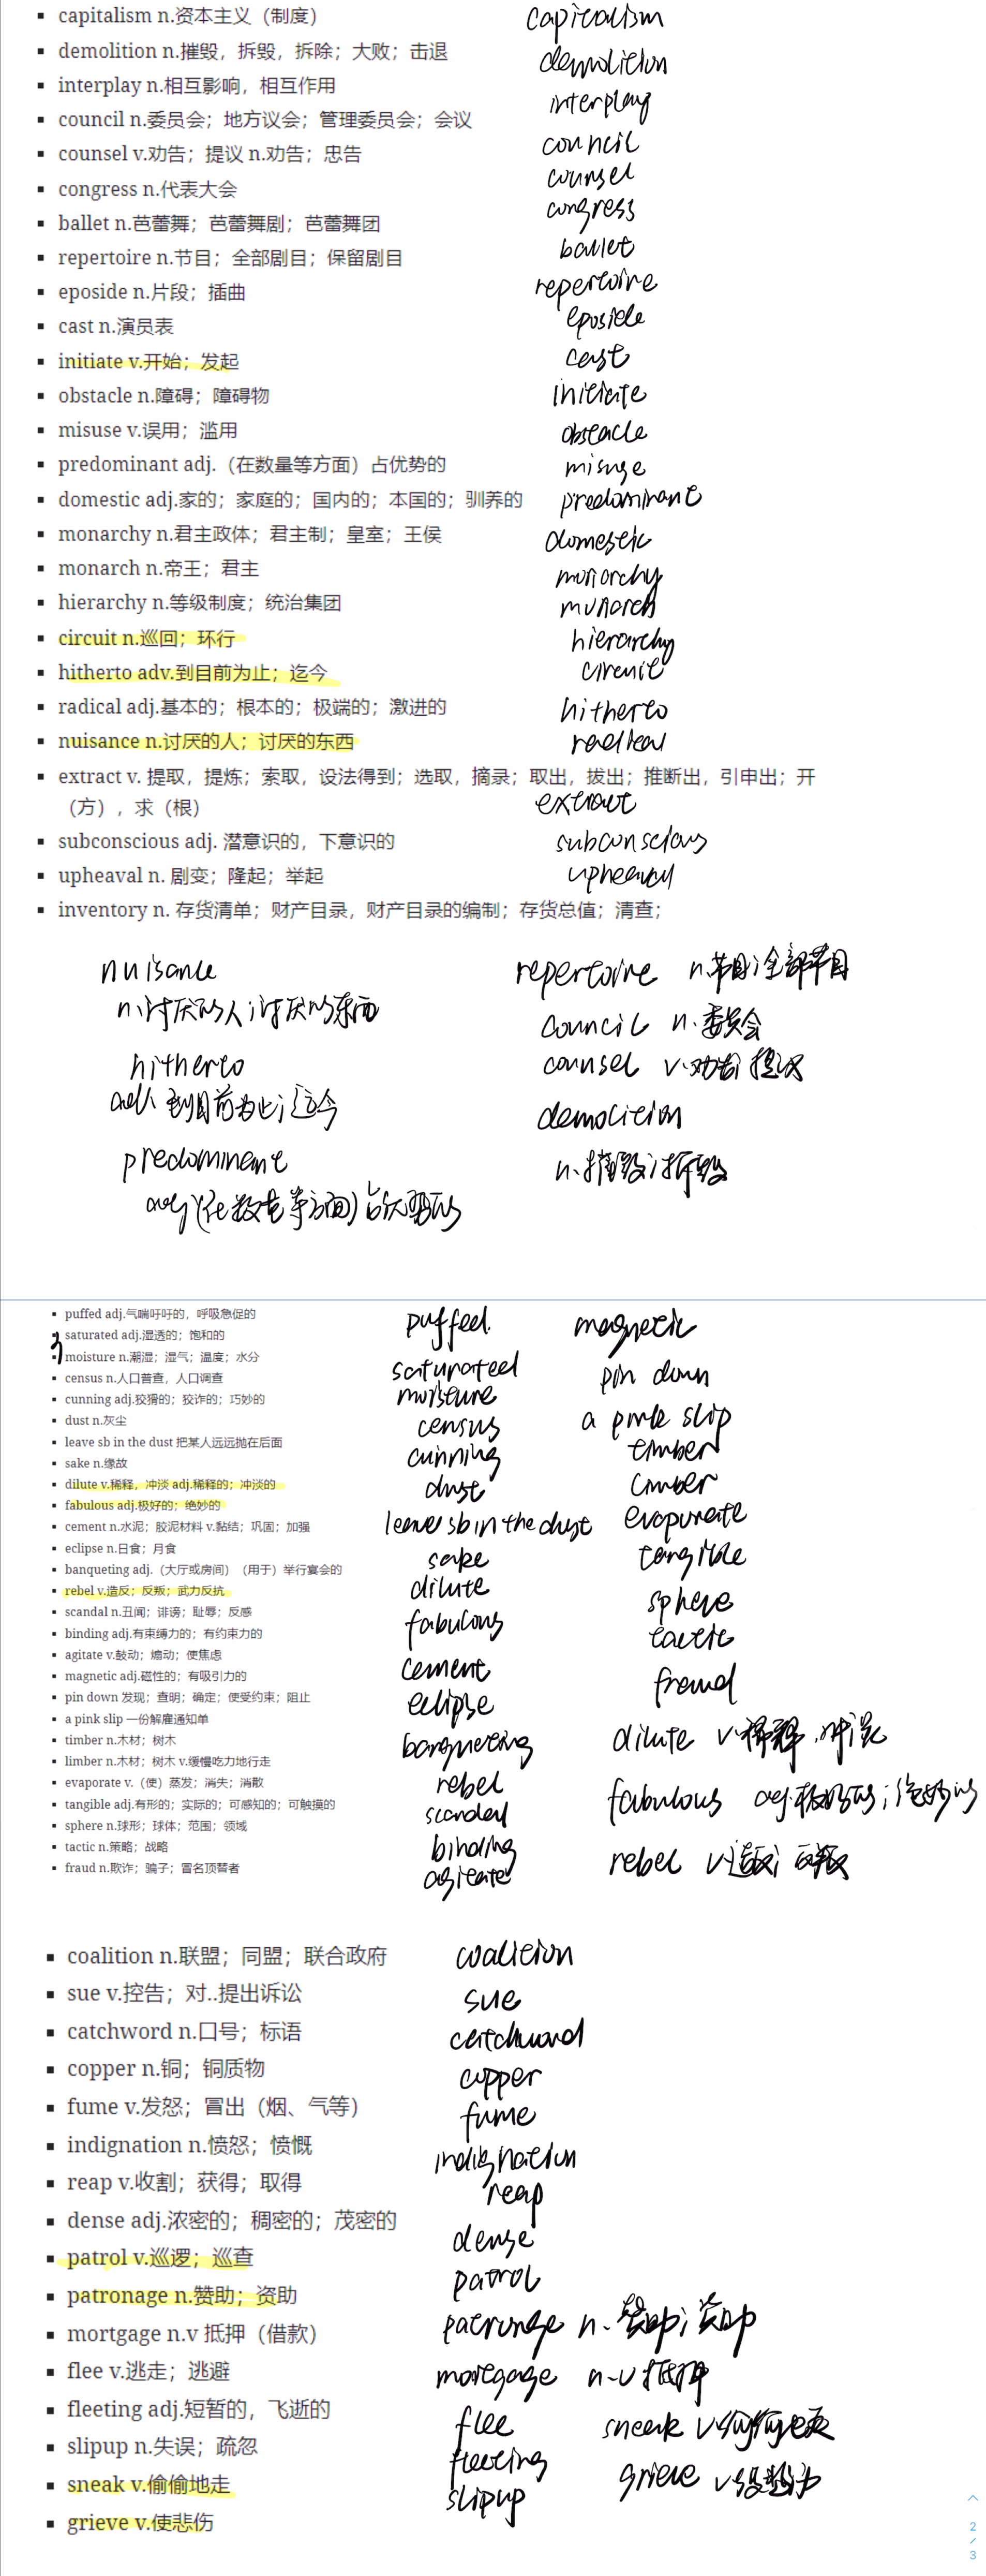 capitalism n.资本主义（制度） capitalism
demolition n.摧毁，拆毁，拆除；大败；击退 demolition
interplay n.相互影响，相互作用 interplay
council n.委员会；地方议会；管理委员会；会议 council
counsel v.劝告；提议 n.劝告；忠告 counsel
congress n.代表大会 congress
ballet n.芭蕾舞；芭蕾舞剧；芭蕾舞团 ballet
repertoire n.节目；全部剧目；保留剧目 repertoire
eposide n.片段；插曲 eposide
cast n.演员表 cast
initiate v.开始；发起 initiate
obstacle n.障碍；障碍物 obstacle
misuse v.误用；滥用 misuse
predominant adj.（在数量等方面）占优势的 predominant
domestic adj.家的；家庭的；国内的；本国的；驯养的 domestic
monarchy n.君主政体；君主制；皇室；王侯 monarchy
monarch n.帝王；君主 monarch
hierarchy n.等级制度；统治集团 hierarchy
circuit n.巡回；环行 circuit
hitherto adv.到目前为止；迄今 hitherto
radical adj.基本的；根本的；极端的；激进的 radical
nuisance n.讨厌的人；讨厌的东西
extract v. 提取，提炼；索取，设法得到；选取，摘录；取出，拔出；推断出，引申出；开
（方），求（根） extract
subconscious adj. 潜意识的，下意识的 subconscious
upheaval n. 剧变；隆起；举起 upheaval
inventory n. 存货清单；财产目录，财产目录的编制；存货总值；清查；
nuisance
n.讨厌的人；讨厌的东西
hitherto
adv. 到目前为止；迄今
predominant
adj(在数量等方面)占优势的
repertoire n.节目；全部节目
council n.委员会
counsel v.劝告；提议
demolition
n.摧毁；拆毁
puffed adj.气喘吁吁的，呼吸急促的 puffed. magnetic
saturated adj.湿透的；饱和的 saturated pin down
moisture n.潮湿；湿气；温度；水分 moisture
census n.人口普查，人口调查 census a pink slip
cunning adj.狡猾的；狡诈的；巧妙的 cunning timber
dust n.灰尘 dust limber
leave sb in the dust 把某人远远抛在后面 leave sb in the dust evaporate
sake n.缘故 sake tangible
dilute v.稀释，冲淡 adj.稀释的；冲淡的 dilute sphere
fabulous adj.极好的；绝妙的 fabulous tactic
cement n.水泥；胶泥材料 v.黏结；巩固；加强 cement fraud
eclipse n.日食；月食 eclipse
banqueting adj.（大厅或房间）（用于）举行宴会的 banqueting
rebel v.造反；反叛；武力反抗 rebel
scandal n.丑闻；诽谤；耻辱；反感 scandal
binding adj.有束缚力的；有约束力的 binding
agitate v.鼓动；煽动；使焦虑 agitate
magnetic adj.磁性的；有吸引力的
pin down 发现；查明；确定；使受约束；阻止
a pink slip 一份解雇通知单
timber n.木材；树木
limber n.木材；树木 v.缓慢吃力地行走
evaporate v.（使）蒸发；消失；消散
tangible adj.有形的；实际的；可感知的；可触摸的
sphere n.球形；球体；范围；领域
tactic n.策略；战略
fraud n.欺诈；骗子；冒名顶替者
dilute v.稀释，冲淡
fabulous adj.极好的；绝妙的
rebel v.造反；反叛
coalition n.联盟；同盟；联合政府 coalition
sue v.控告；对..提出诉讼 sue
catchword n.口号；标语 catchword
copper n.铜；铜质物 copper
fume v.发怒；冒出（烟、气等） fume
indignation n.愤怒；愤慨 indignation
reap v.收割；获得；取得 reap
dense adj.浓密的；稠密的；茂密的 dense
patrol v.巡逻；巡查 patrol
patronage n.赞助；资助 patronage n.赞助；资助
mortgage n.v 抵押（借款） mortgage n.v 抵押
flee v.逃走；逃避 flee
fleeting adj.短暂的，飞逝的 fleeting
slipup n.失误；疏忽 slipup
sneak v.偷偷地走 sneak v.偷偷地走
grieve v.使悲伤 grieve v.使悲伤
2
/
3